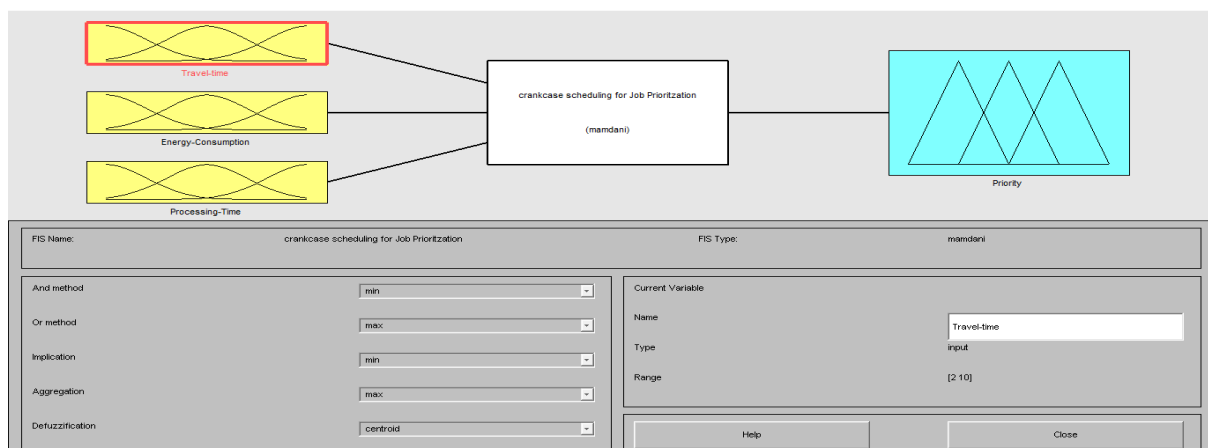 Travel-time
Energy-Consumption
Processing-Time
crankcase scheduling for Job Prioritzation
(mamdani)
Priority
FIS Name: crankcase scheduling for Job Prioritzation FIS Type: mamdani
And method min
Or method max
Implication min
Aggregation max
Defuzzification centroid
Current Variable
Name Travel-time
Type input
Range [2 10]
Help Close